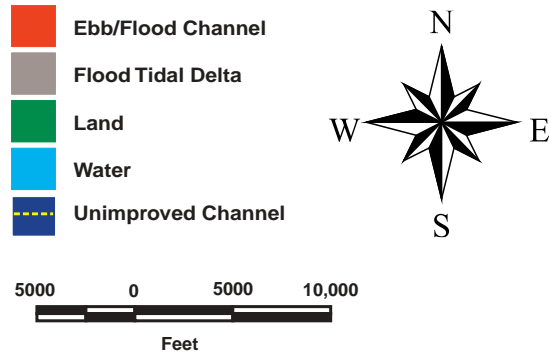 Ebb/Flood Channel
Flood Tidal Delta
Land
Water
Unimproved Channel
N
W E
S
5000 0 5000 10,000
Feet